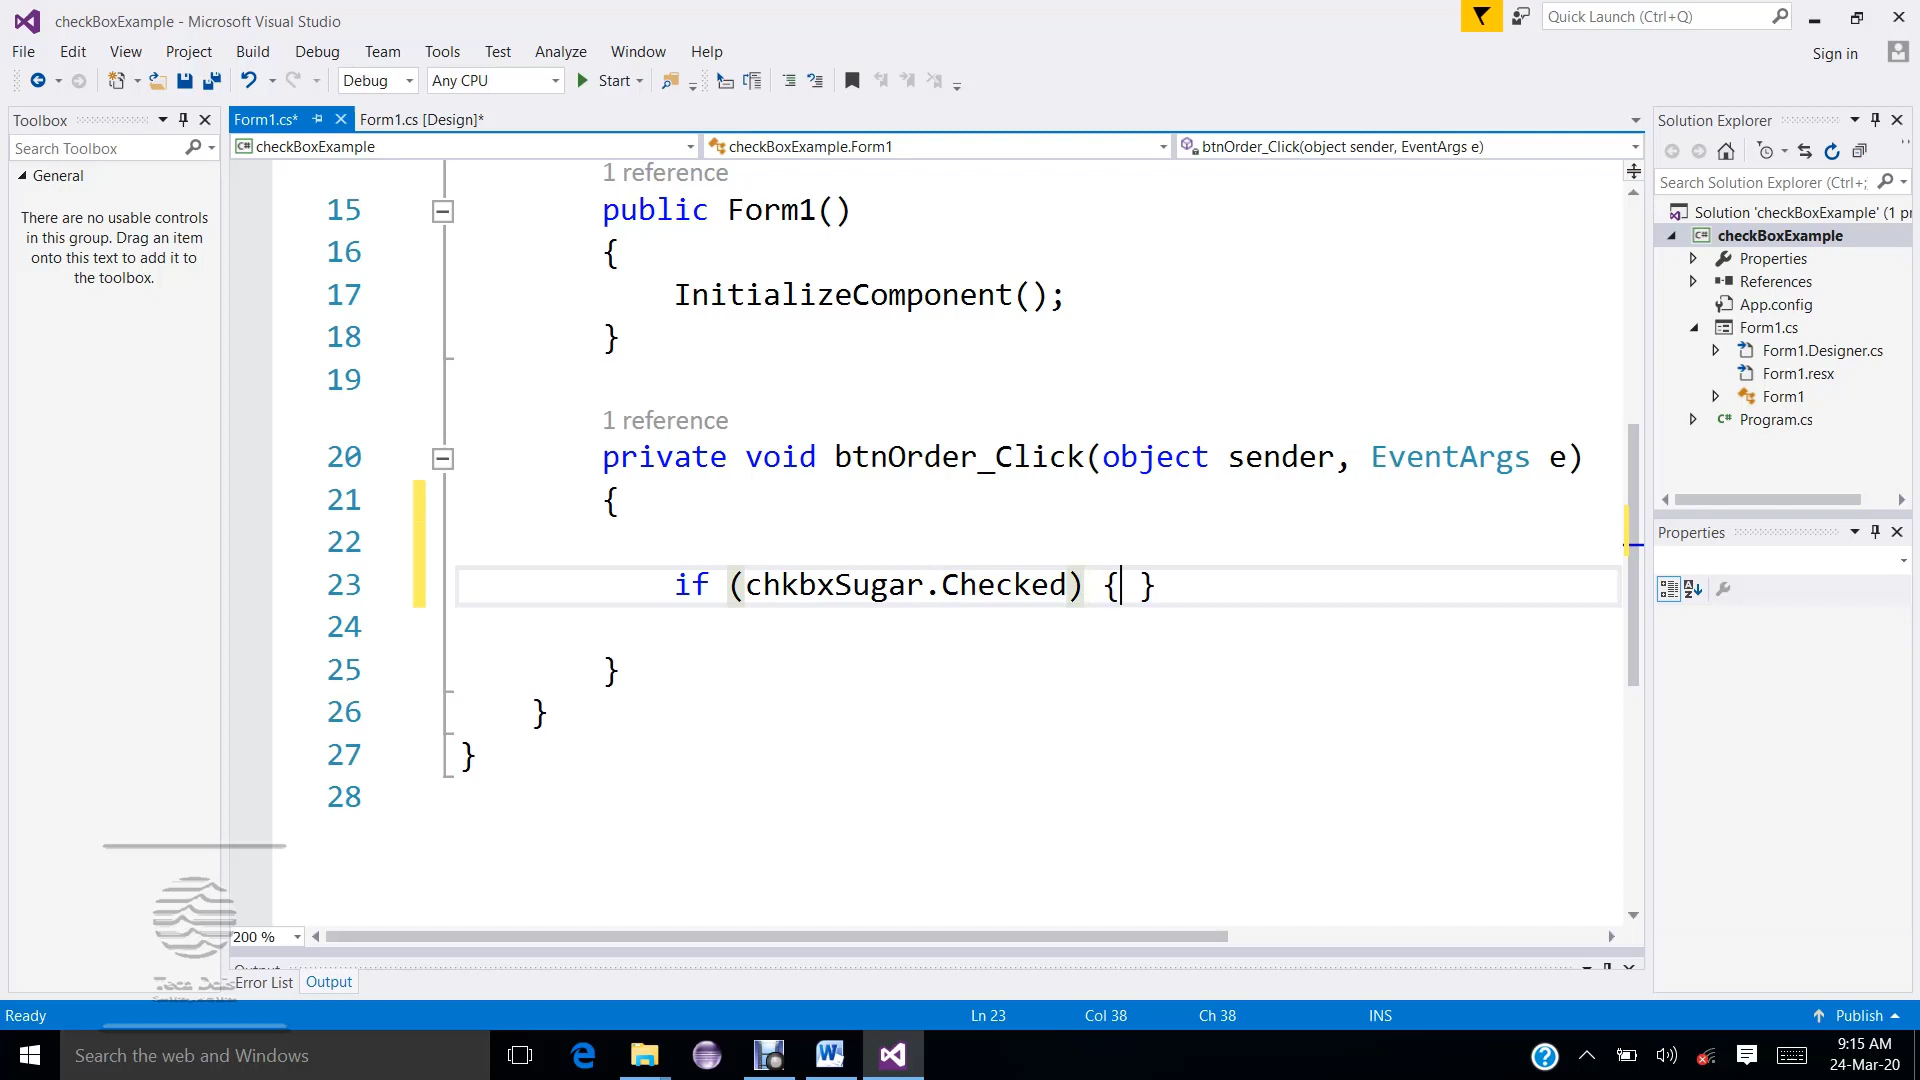 checkBoxExample - Microsoft Visual Studio
Quick Launch (Ctrl+Q)
File Edit View Project Build Debug Team Tools Test Analyze Window Help
Sign in
Debug Any CPU Start
Toolbox
Form1.cs* Form1.cs [Design]*
Solution Explorer
Search Toolbox
checkBoxExample checkBoxExample.Form1 btnOrder_Click(object sender, EventArgs e)
General
There are no usable controls
in this group. Drag an item
onto this text to add it to
the toolbox.
1 reference
15 public Form1()
16 {
17 InitializeComponent();
18 }
19
1 reference
20 private void btnOrder_Click(object sender, EventArgs e)
21 {
22
23 if (chkbxSugar.Checked) { }
24
25 }
26 }
27 }
28
Search Solution Explorer (Ctrl+;
Solution 'checkBoxExample' (1 pr
checkBoxExample
Properties
References
App.config
Form1.cs
Form1.Designer.cs
Form1.resx
Form1
Program.cs
Properties
200 %
Output
Error List Output
Ready Ln 23 Col 38 Ch 38 INS Publish
Search the web and Windows
9:15 AM
24-Mar-20